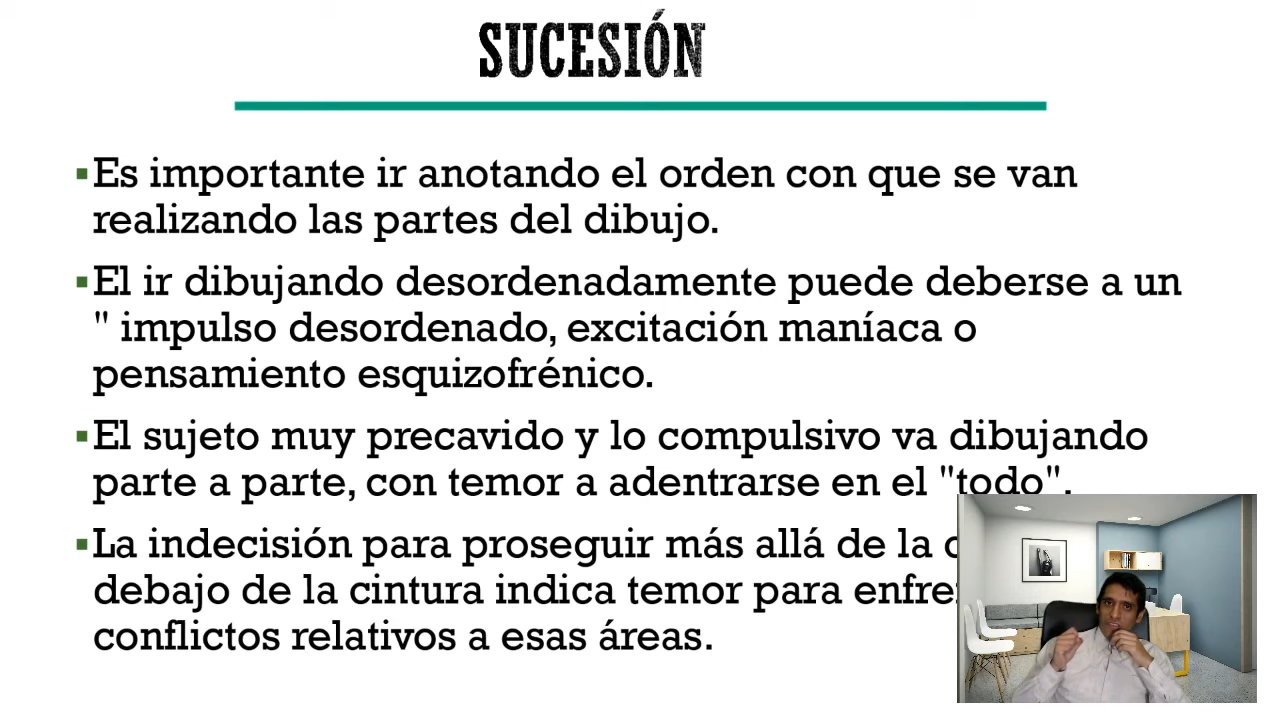 SUCESIÓN
▪Es importante ir anotando el orden con que se van
realizando las partes del dibujo.
▪El ir dibujando desordenadamente puede deberse a un
" impulso desordenado, excitación maníaca o
pensamiento esquizofrénico.
▪El sujeto muy precavido y lo compulsivo va dibujando
parte a parte, con temor a adentrarse en el "todo".
▪La indecisión para proseguir más allá de la
debajo de la cintura indica temor para
conflictos relativos a esas áreas.